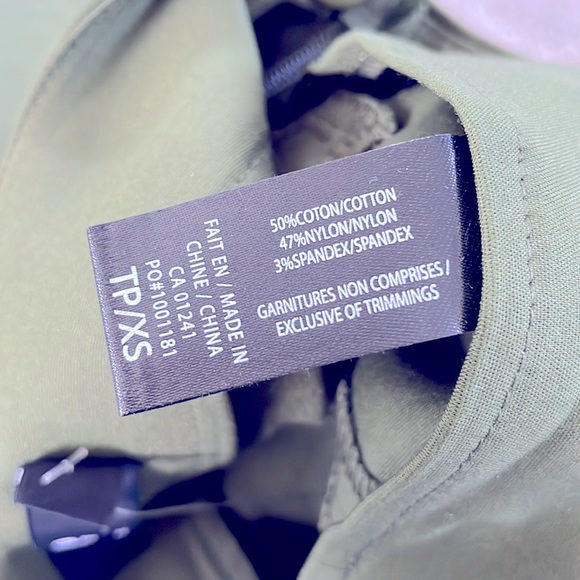 50%COTON/COTTON
47%NYLON/NYLON
3%SPANDEX/SPANDEX
GARNITURES NON COMPRISES /
EXCLUSIVE OF TRIMMINGS
FAIT EN / MADE IN
CHINE / CHINA
CA 01241
PO#1001181
TP/XS